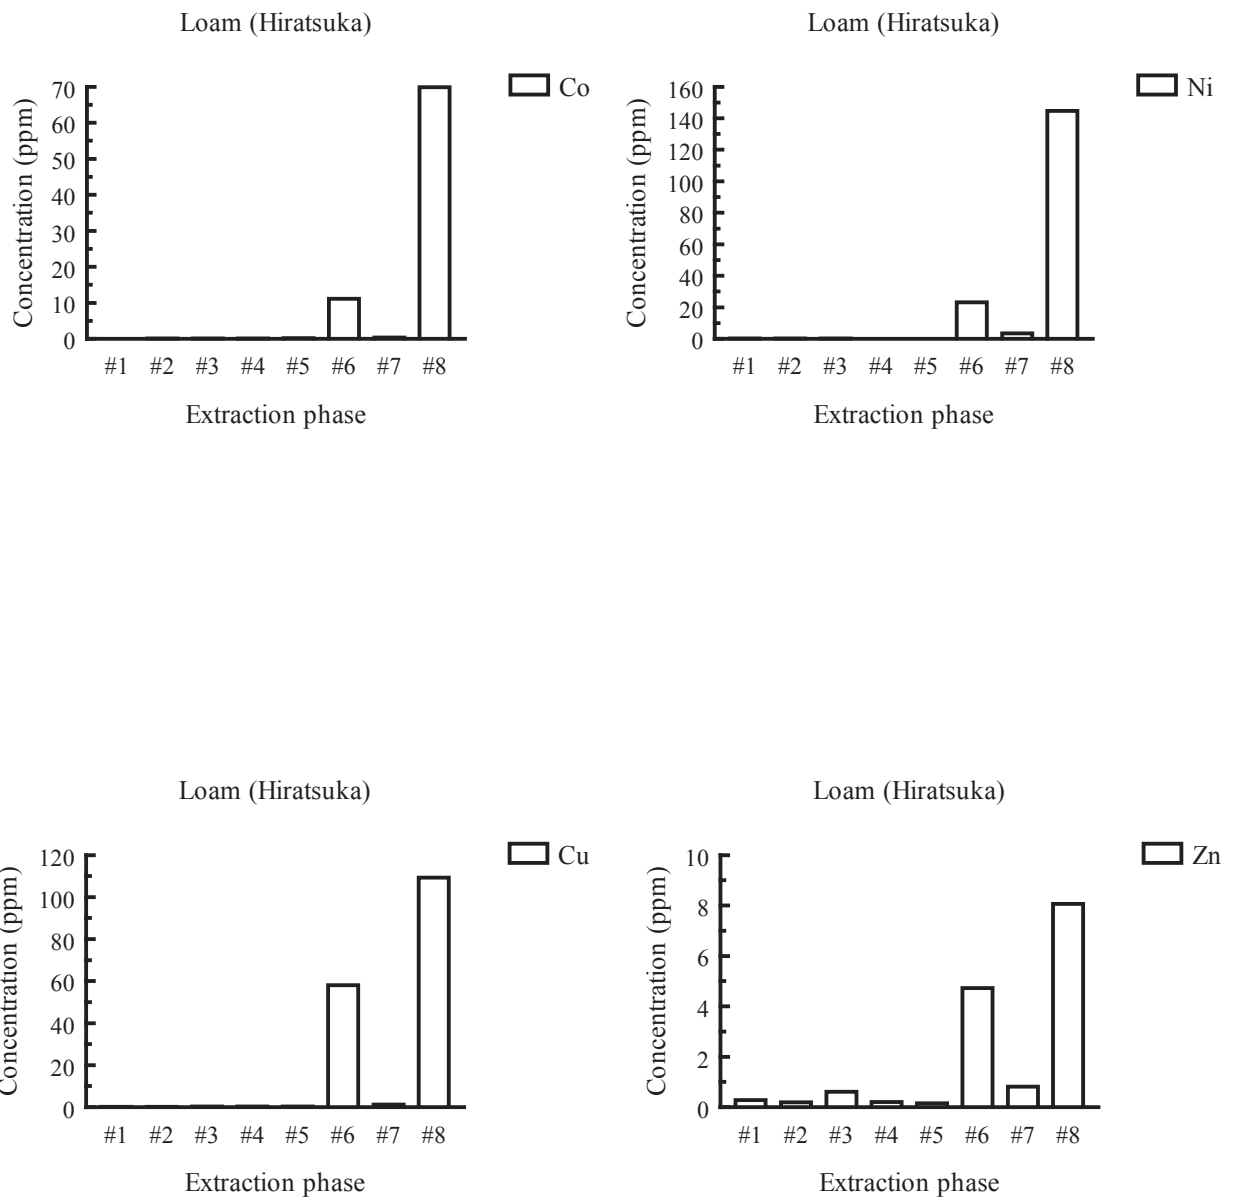 Loam (Hiratsuka)
Co
Concentration (ppm)
70
60
50
40
30
20
10
0
#1 #2 #3 #4 #5 #6 #7 #8
Extraction phase
Loam (Hiratsuka)
Ni
Concentration (ppm)
160
140
120
100
80
60
40
20
0
#1 #2 #3 #4 #5 #6 #7 #8
Extraction phase
Loam (Hiratsuka)
Cu
Concentration (ppm)
120
100
80
60
40
20
0
#1 #2 #3 #4 #5 #6 #7 #8
Extraction phase
Loam (Hiratsuka)
Zn
Concentration (ppm)
10
8
6
4
2
0
#1 #2 #3 #4 #5 #6 #7 #8
Extraction phase